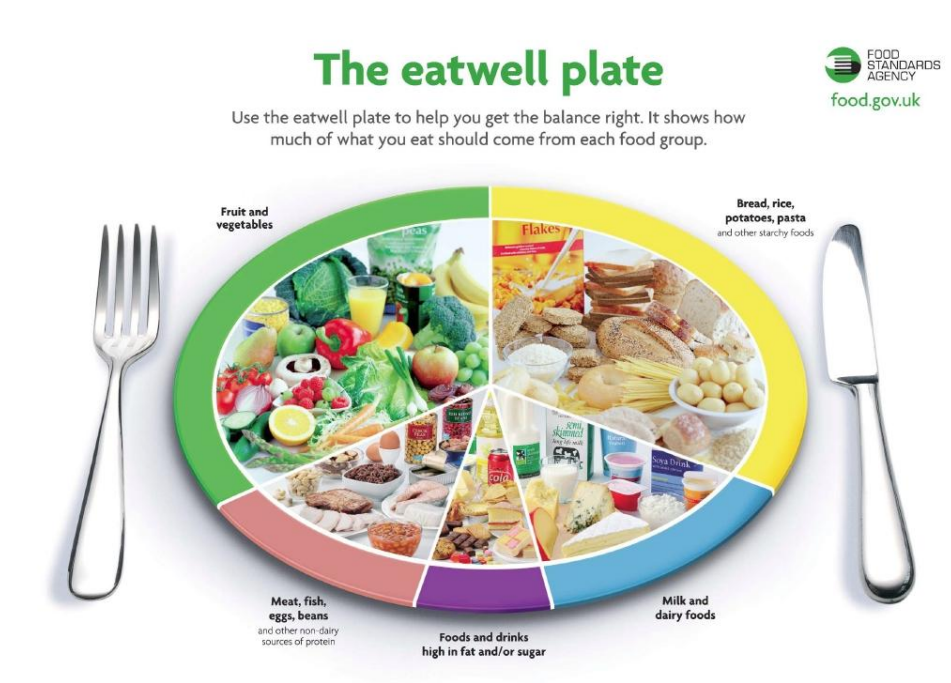 The eatwell plate
Use the eatwell plate to help you get the balance right. It shows how
much of what you eat should come from each food group.
FOOD
STANDARDS
AGENCY
food.gov.uk
Fruit and
vegetables
Bread, rice,
potatoes, pasta
and other starchy foods
peas
Flakes
semi
skimmed
long life milk
cola
Soya Drink
Meat, fish,
eggs, beans
and other non-dairy
sources of protein
Foods and drinks
high in fat and/or sugar
Milk and
dairy foods